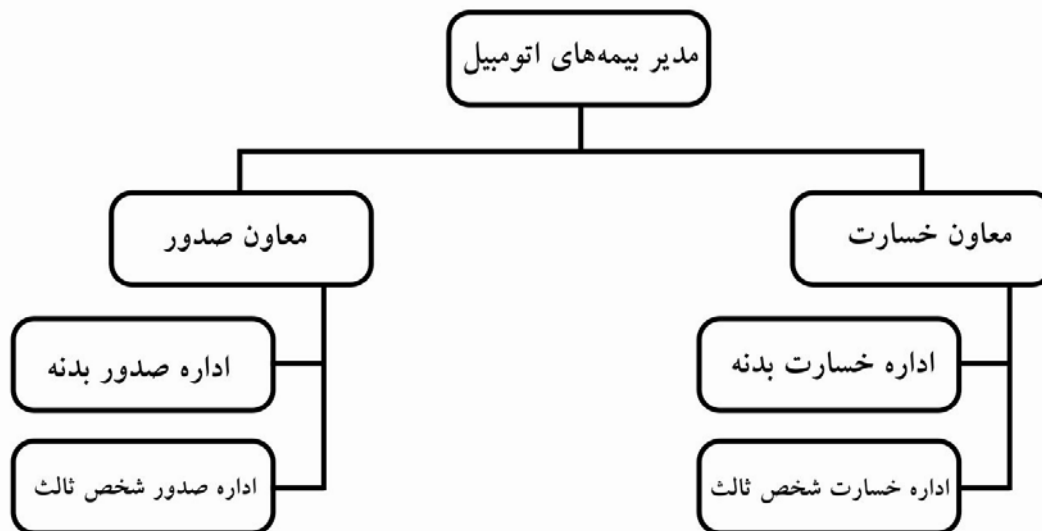 مدیر بیمه‌های اتومبیل
معاون خسارت
معاون صدور
اداره خسارت بدنه
اداره صدور بدنه
اداره خسارت شخص ثالث
اداره صدور شخص ثالث